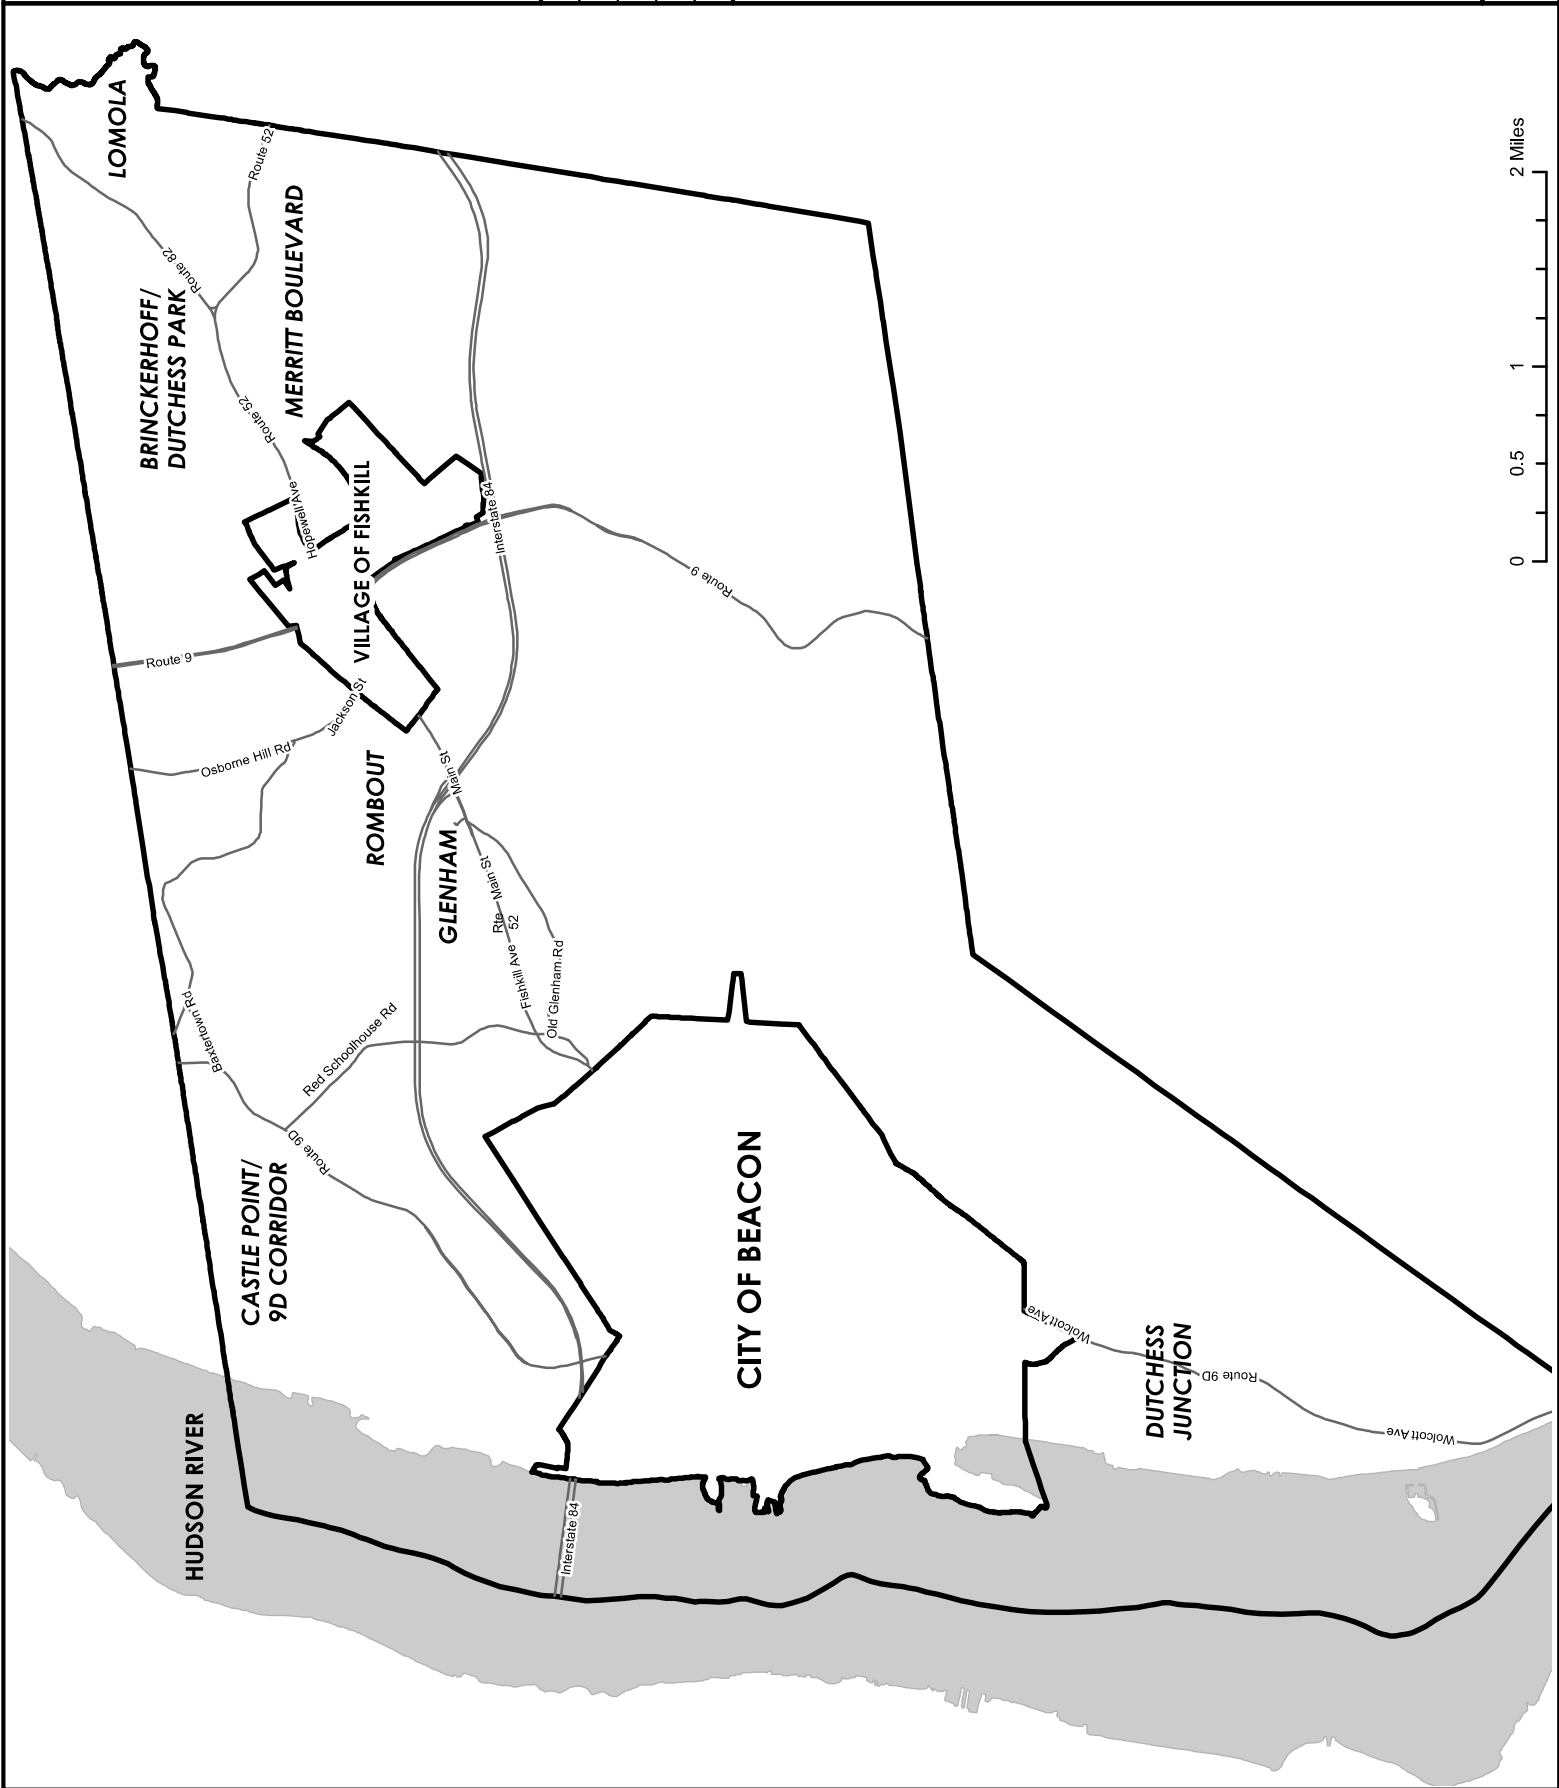 LOMOLA
Route 52
Route 82
BRINCKERHOFF/
DUTCHESS PARK
MERRITT BOULEVARD
Route 52
Hopewell Ave
VILLAGE OF FISHKILL
Interstate 84
Route 9
Route 9
Jackson St
Osborne Hill Rd
ROMBOUT
Main St
GLENHAM
Main St
Rte
52
Fishkill Ave
Old Glenham Rd
Baxtertown Rd
Red Schoolhouse Rd
Route 9D
CASTLE POINT/
9D CORRIDOR
CITY OF BEACON
Wolcott Ave
DUTCHESS
JUNCTION
Route 9D
Wolcott Ave
HUDSON RIVER
Interstate 84
0
0.5
1
2 Miles